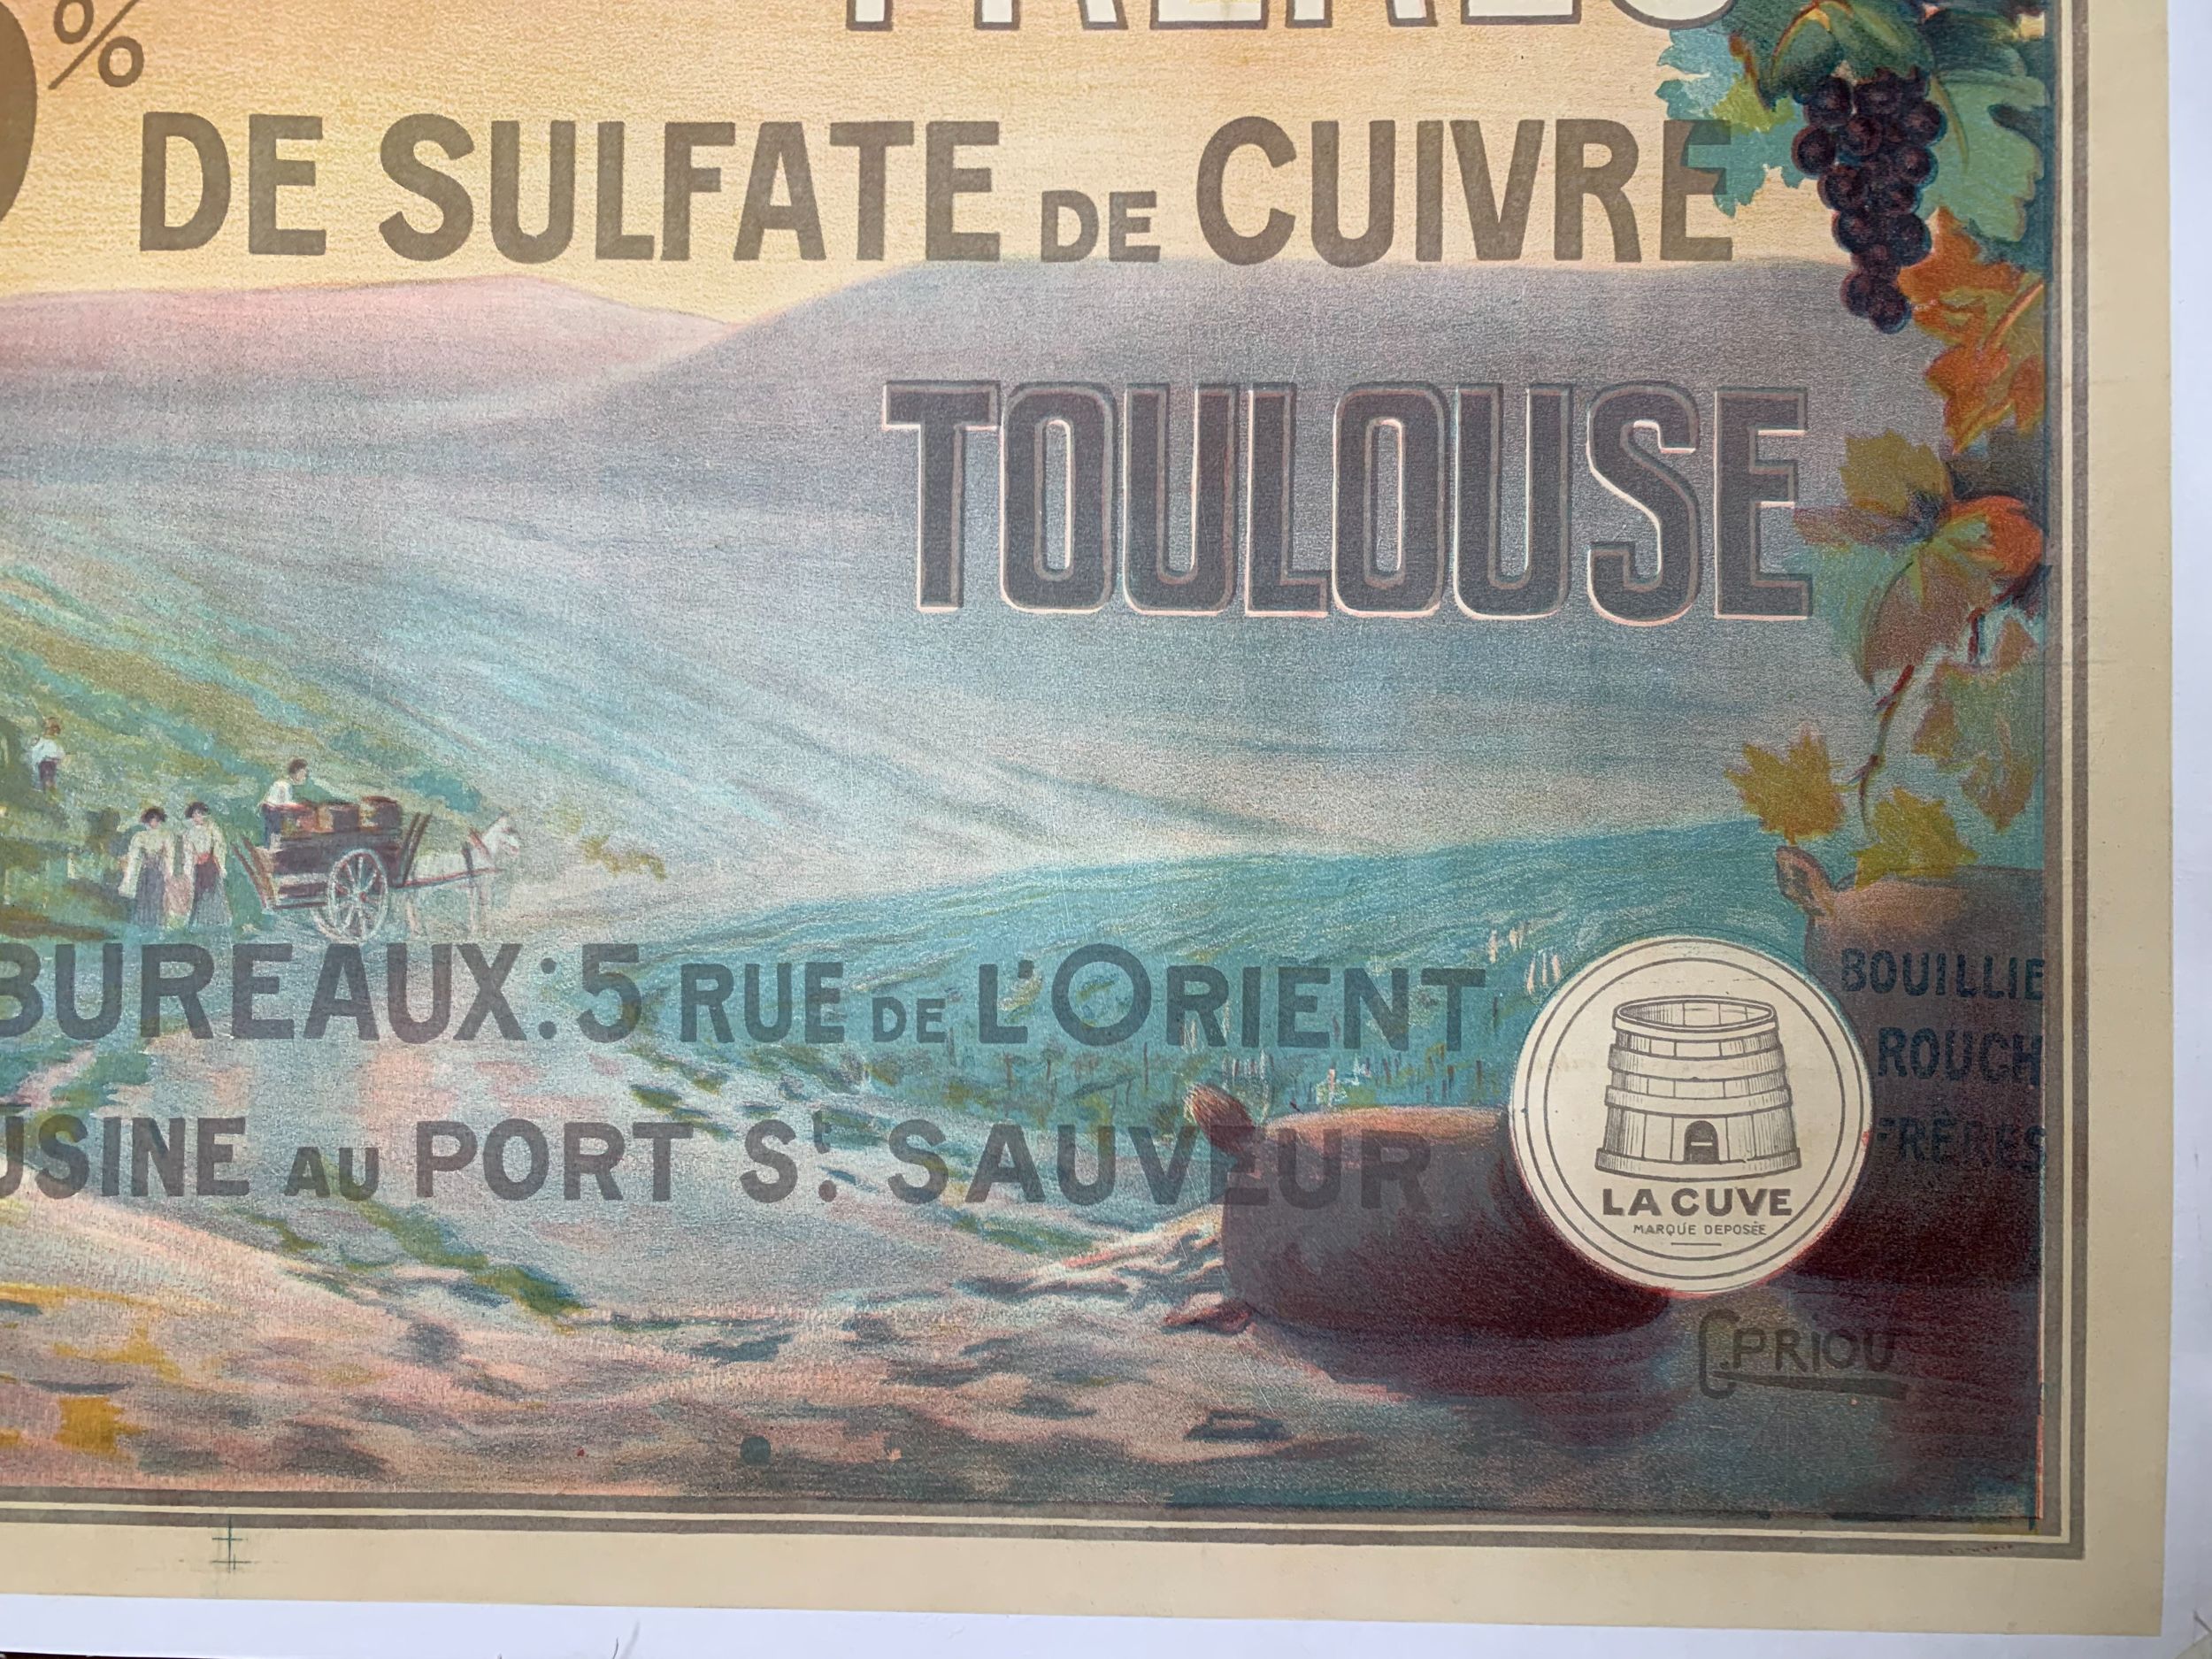 FRERES
%
DE SULFATE DE CUIVRE
TOULOUSE
BUREAUX: 5 RUE DE L'ORIENT
USINE AU PORT St. SAUVEUR
BOUILLIE
ROUCH
FRÈRES
LA CUVE
MARQUE DEPOSÉE
C.PRIOU